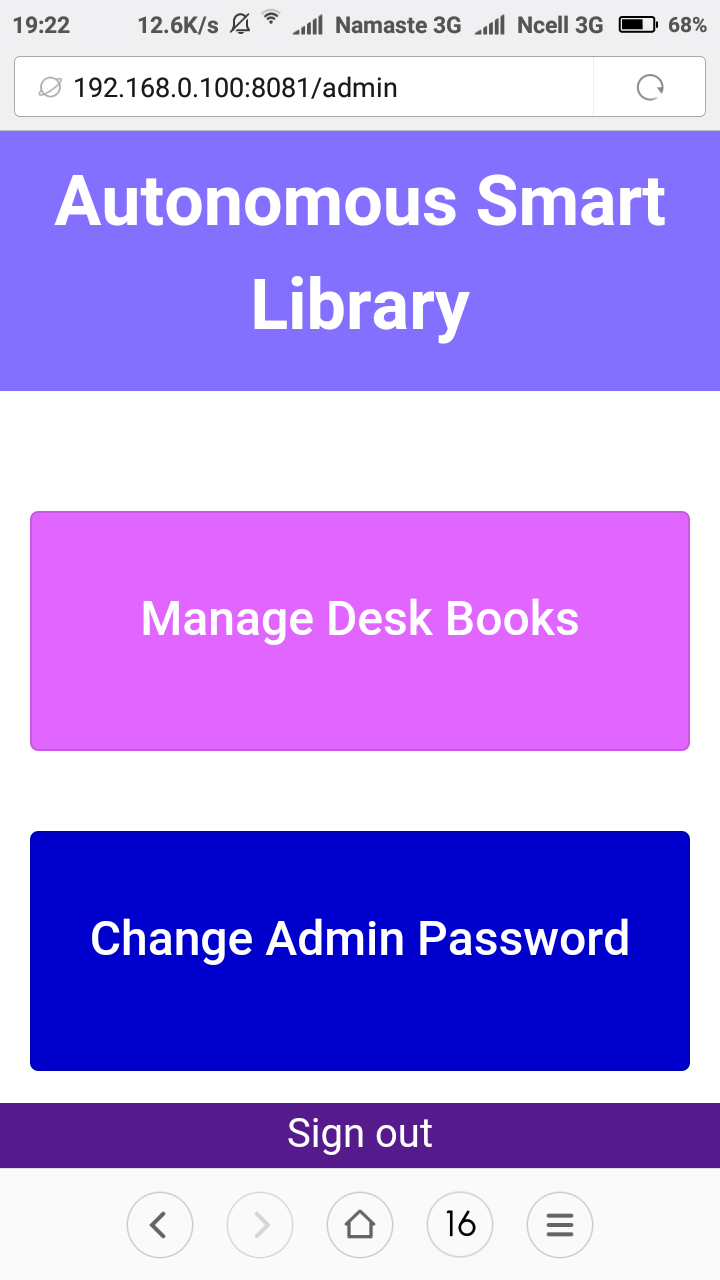 19:22 12.6K/s Namaste 3G Ncell 3G 68%
192.168.0.100:8081/admin
Autonomous Smart
Library
Manage Desk Books
Change Admin Password
Sign out
16